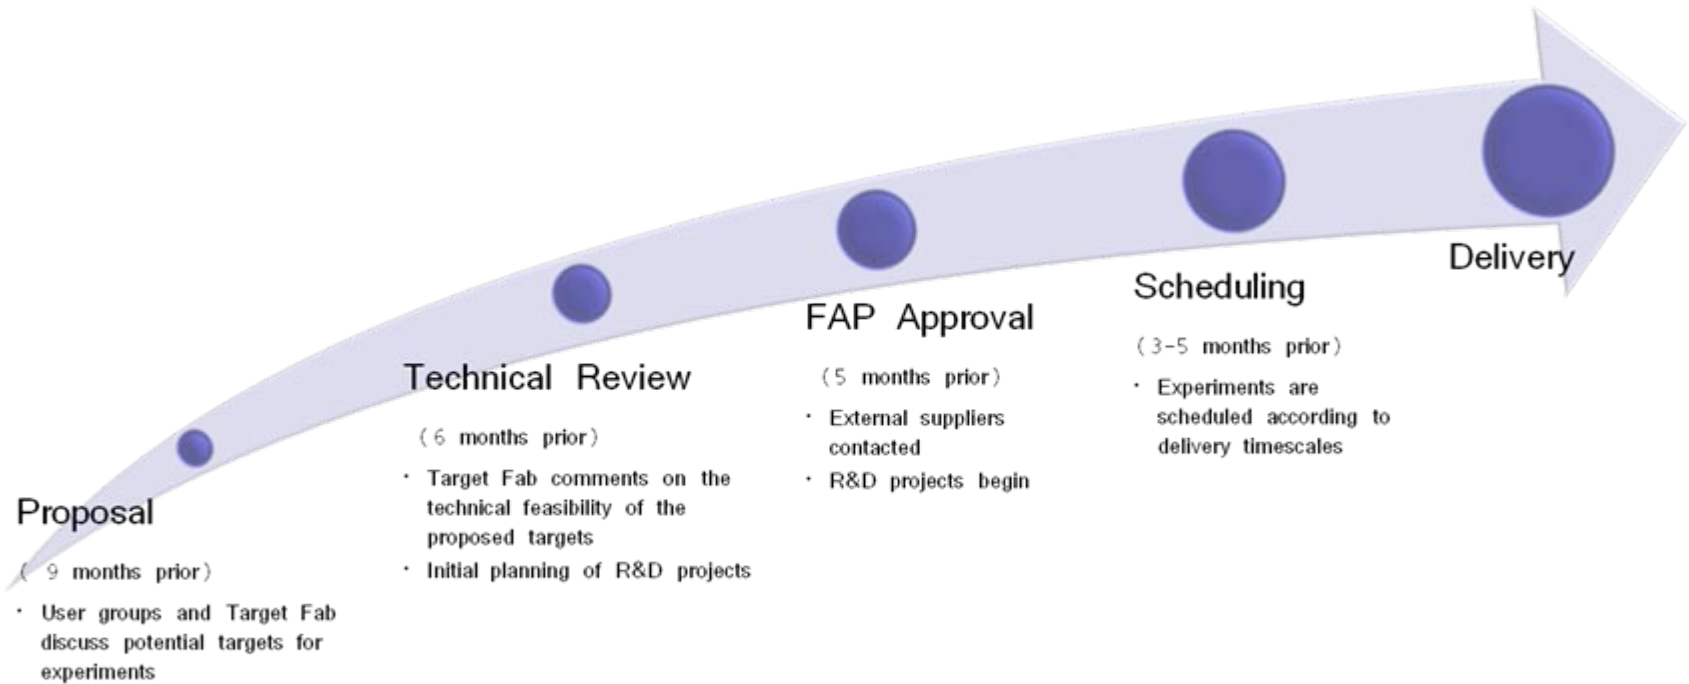 Proposal
( 9 months prior)
· User groups and Target Fab
discuss potential targets for
experiments
Technical Review
(6 months prior)
· Target Fab comments on the
technical feasibility of the
proposed targets
· Initial planning of R&D projects
FAP Approval
(5 months prior)
· External suppliers
contacted
· R&D projects begin
Scheduling
(3-5 months prior)
· Experiments are
scheduled according to
delivery timescales
Delivery